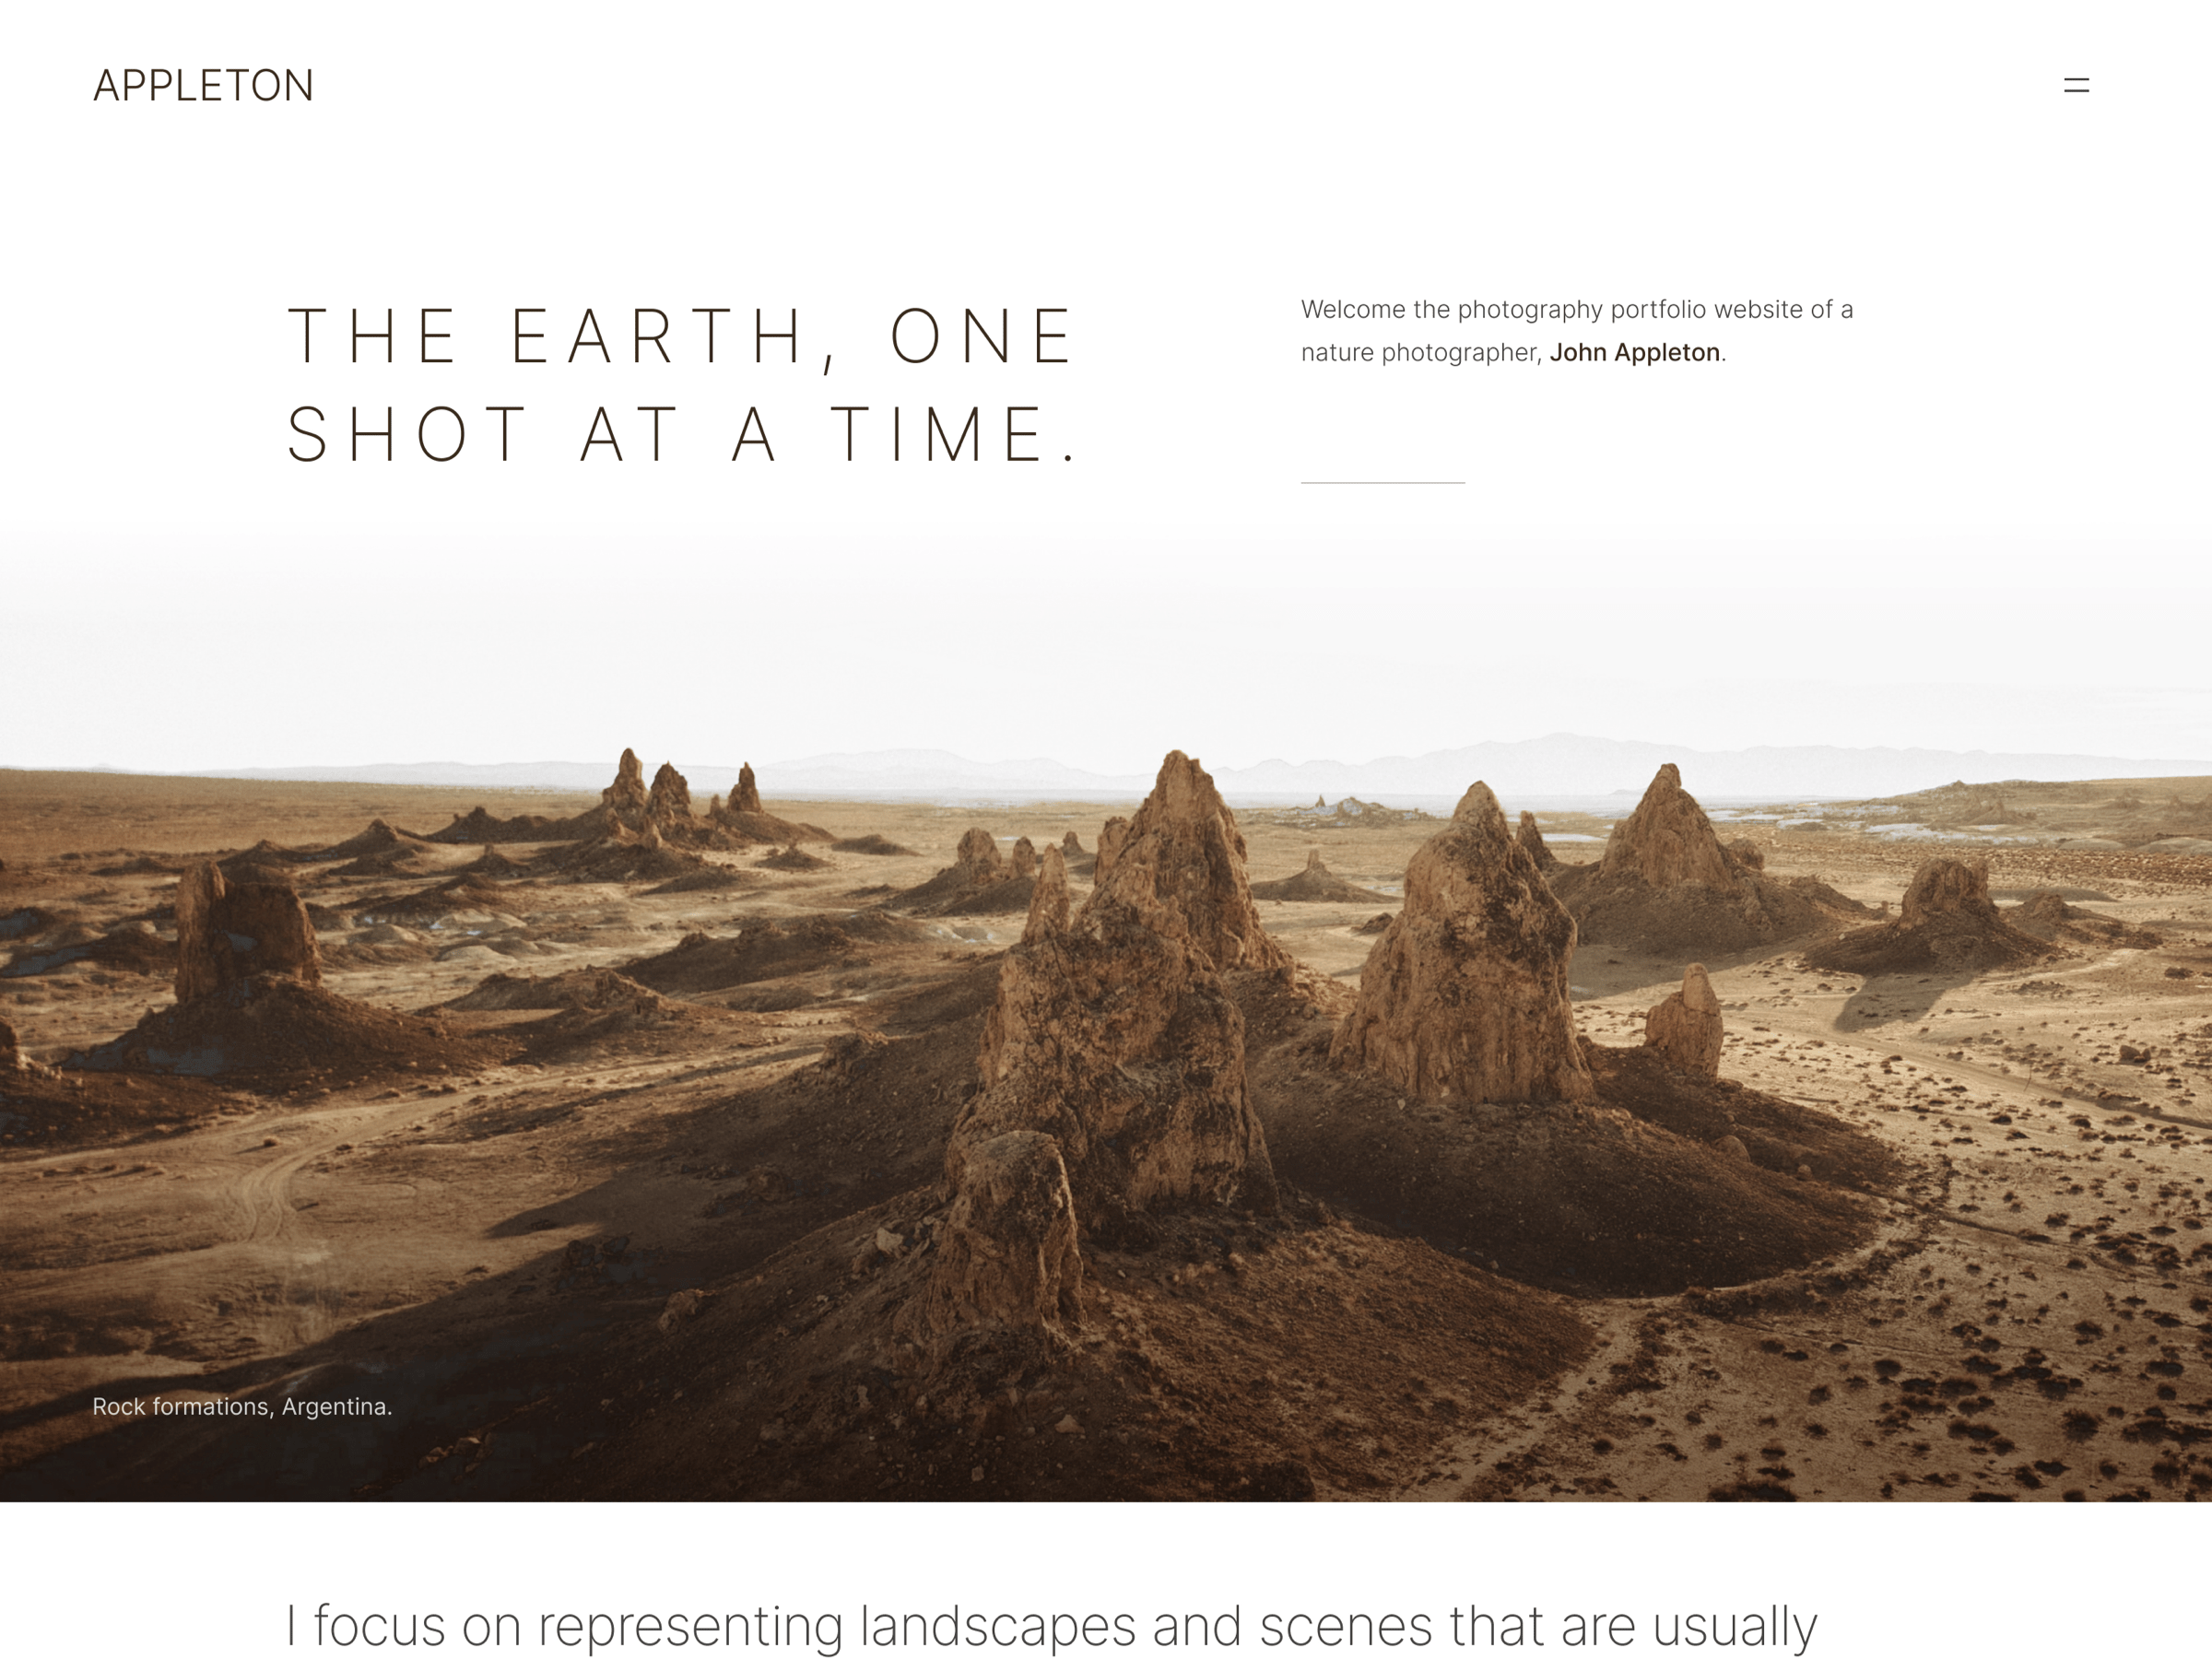 APPLETON
THE EARTH, ONE
SHOT AT A TIME.
Welcome the photography portfolio website of a
nature photographer, John Appleton.
Rock formations, Argentina.
I focus on representing landscapes and scenes that are usually